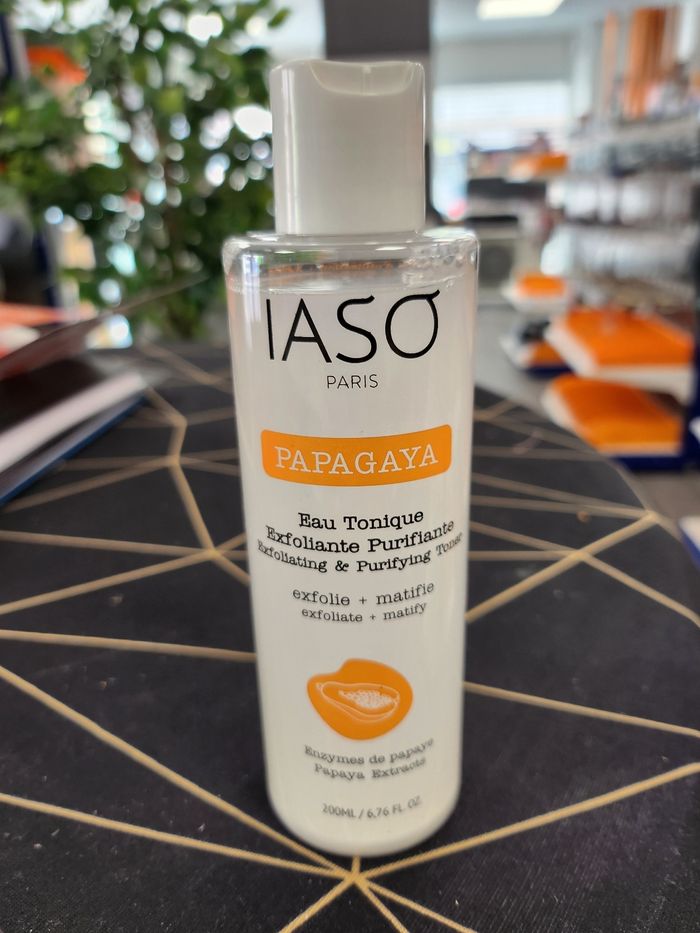 IASO
PARIS
PAPAGAYA
Eau Tonique
Exfoliante Purifiante
Exfoliating & Purifying Toner
exfolie + matifie
exfoliate + matify
Enzymes de papaye
Papaya Extracts
200ML / 6,76 FL OZ.